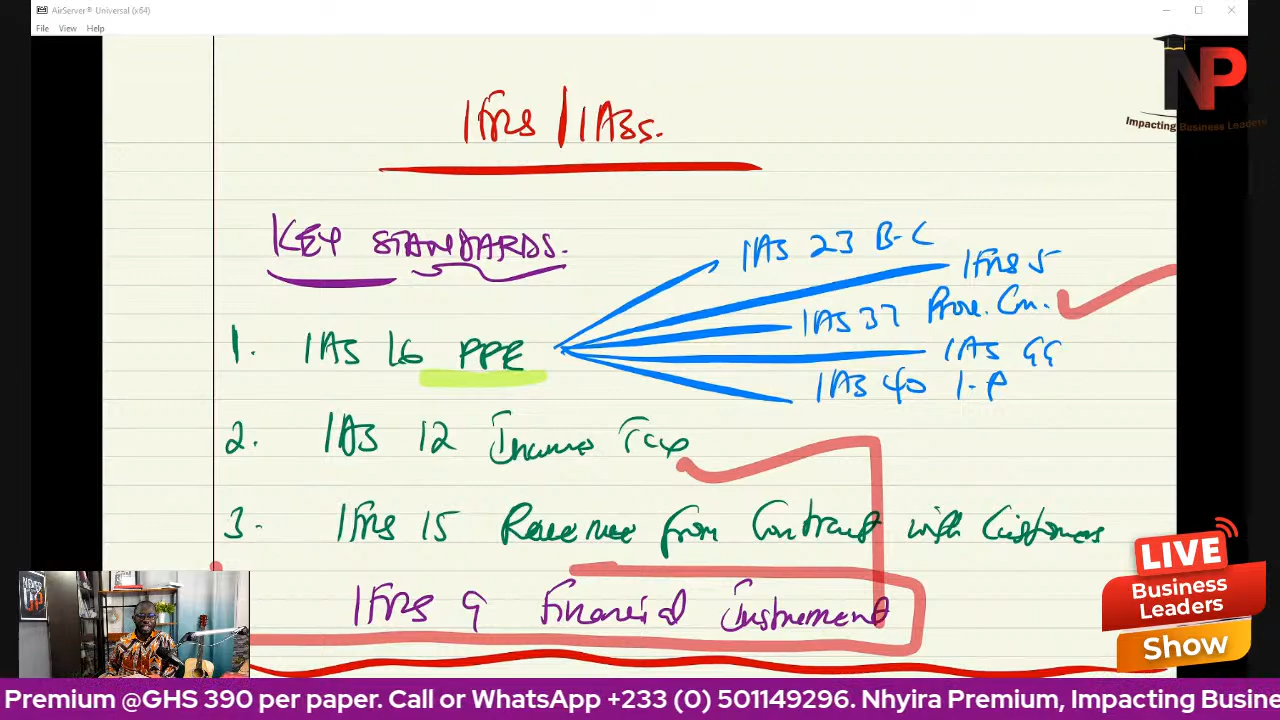 AirServer® Universal (x64)
File View Help
NP
Impacting Business Leaders
IFRS | IASs.
KEY STANDARDS.
IAS 23 B-C
IFRS 5
IAS 37 Prov. Con.
1. IAS 16 PPE
IAS 40 I-P
2. IAS 12 Income Tax
3. IFRS 15 Revenue from Contract with Customers
IFRS 9 Financial Instrument
LIVE
Business
Leaders
Show
Premium @GHS 390 per paper. Call or WhatsApp +233 (0) 501149296. Nhyira Premium, Impacting Busine